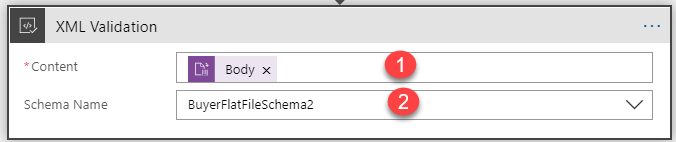 XML Validation
...
*Content
Body ×
1
Schema Name
BuyerFlatFileSchema2
2